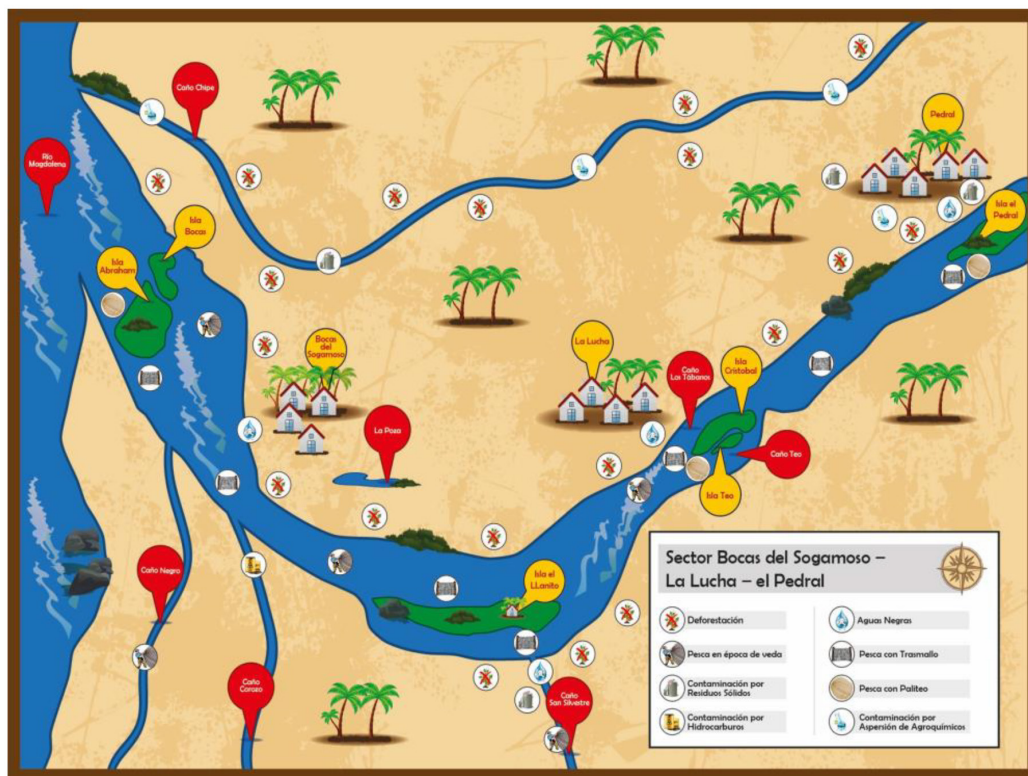 Caño Chipe
Pedral
Río
Magdalena
Isla
Bocas
Isla el
Pedral
Isla
Abraham
Bocas
del
Sogamoso
La Lucha
Caño
Los Tábanos
Isla
Cristobal
La Posa
Caño Teo
Isla Teo
Caño Negro
Isla el
LLanito
Caño
Corozo
Caño
San Silvestre
Sector Bocas del Sogamoso –
La Lucha – el Pedral
Deforestación
Pesca en época de veda
Contaminación por
Residuos Sólidos
Contaminación por
Hidrocarburos
Aguas Negras
Pesca con Trasmallo
Pesca con Paliteo
Contaminación por
Aspersión de Agroquímicos